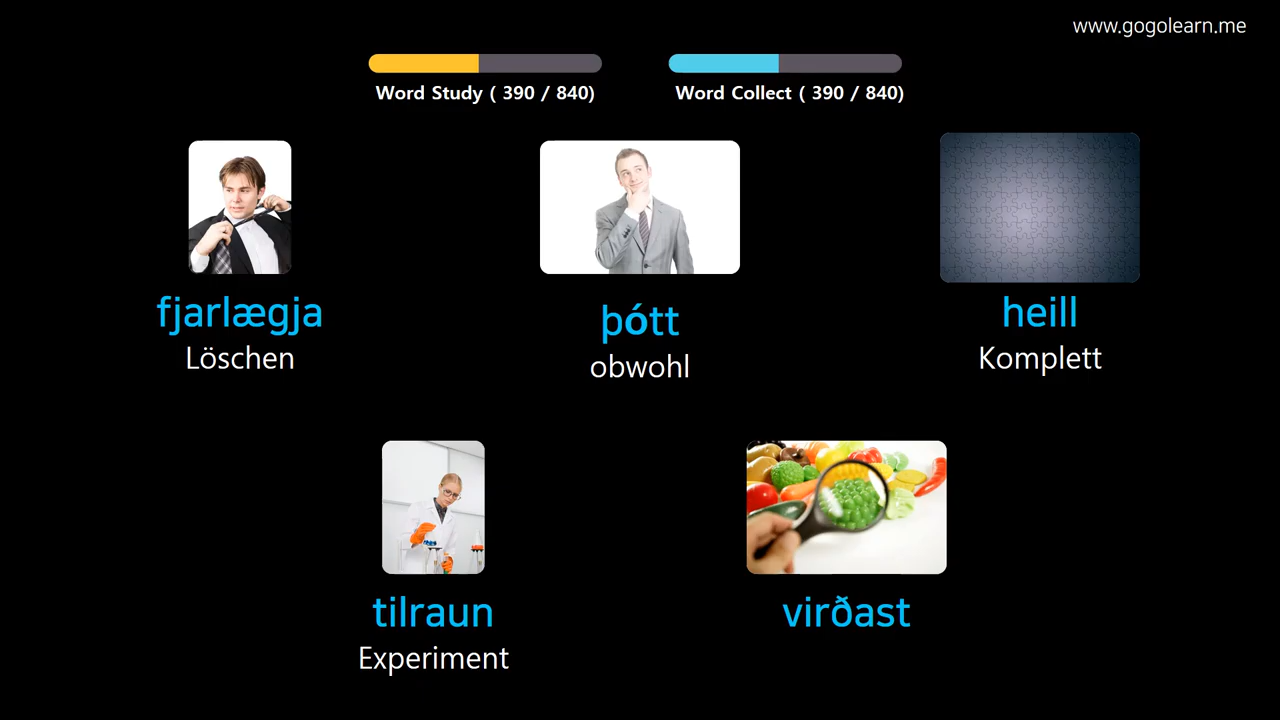 www.gogolearn.me
Word Study ( 390 / 840)
Word Collect ( 390 / 840)
fjarlægja
Löschen
þótt
obwohl
heill
Komplett
tilraun
Experiment
virðast